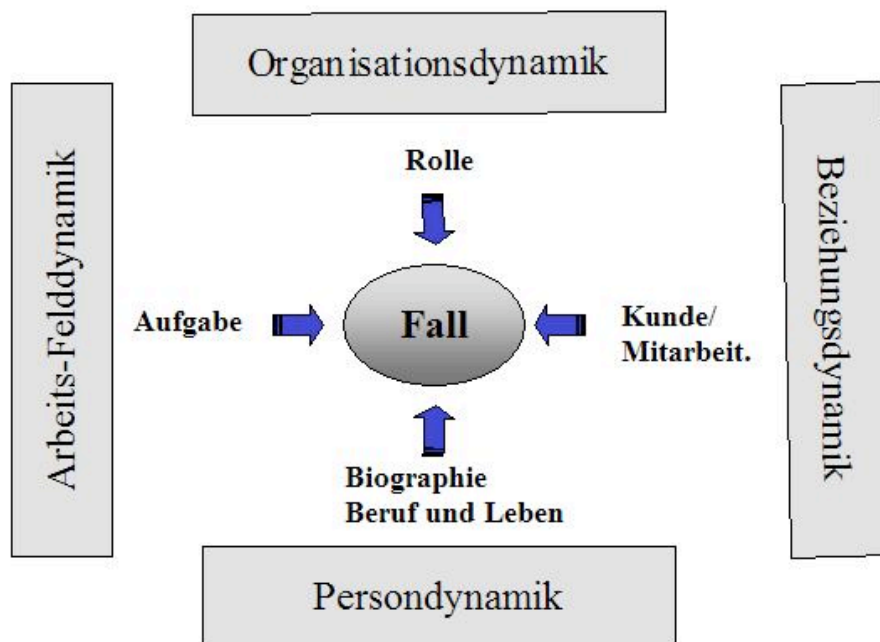 Organisationsdynamik
Rolle
Arbeits-Felddynamik
Aufgabe
Fall
Kunde/
Mitarbeit.
Beziehungsdynamik
Biographie
Beruf und Leben
Persondynamik